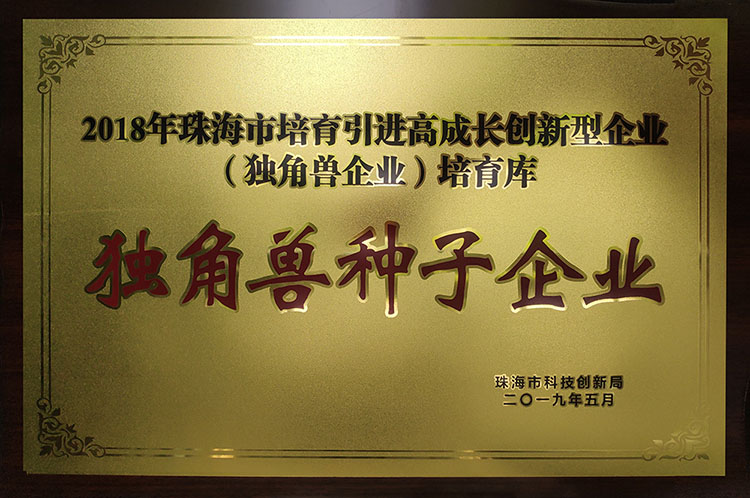 2018年珠海市培育引进高成长创新型企业
（独角兽企业）培育库
独角兽种子企业
珠海市科技创新局
二〇一九年五月